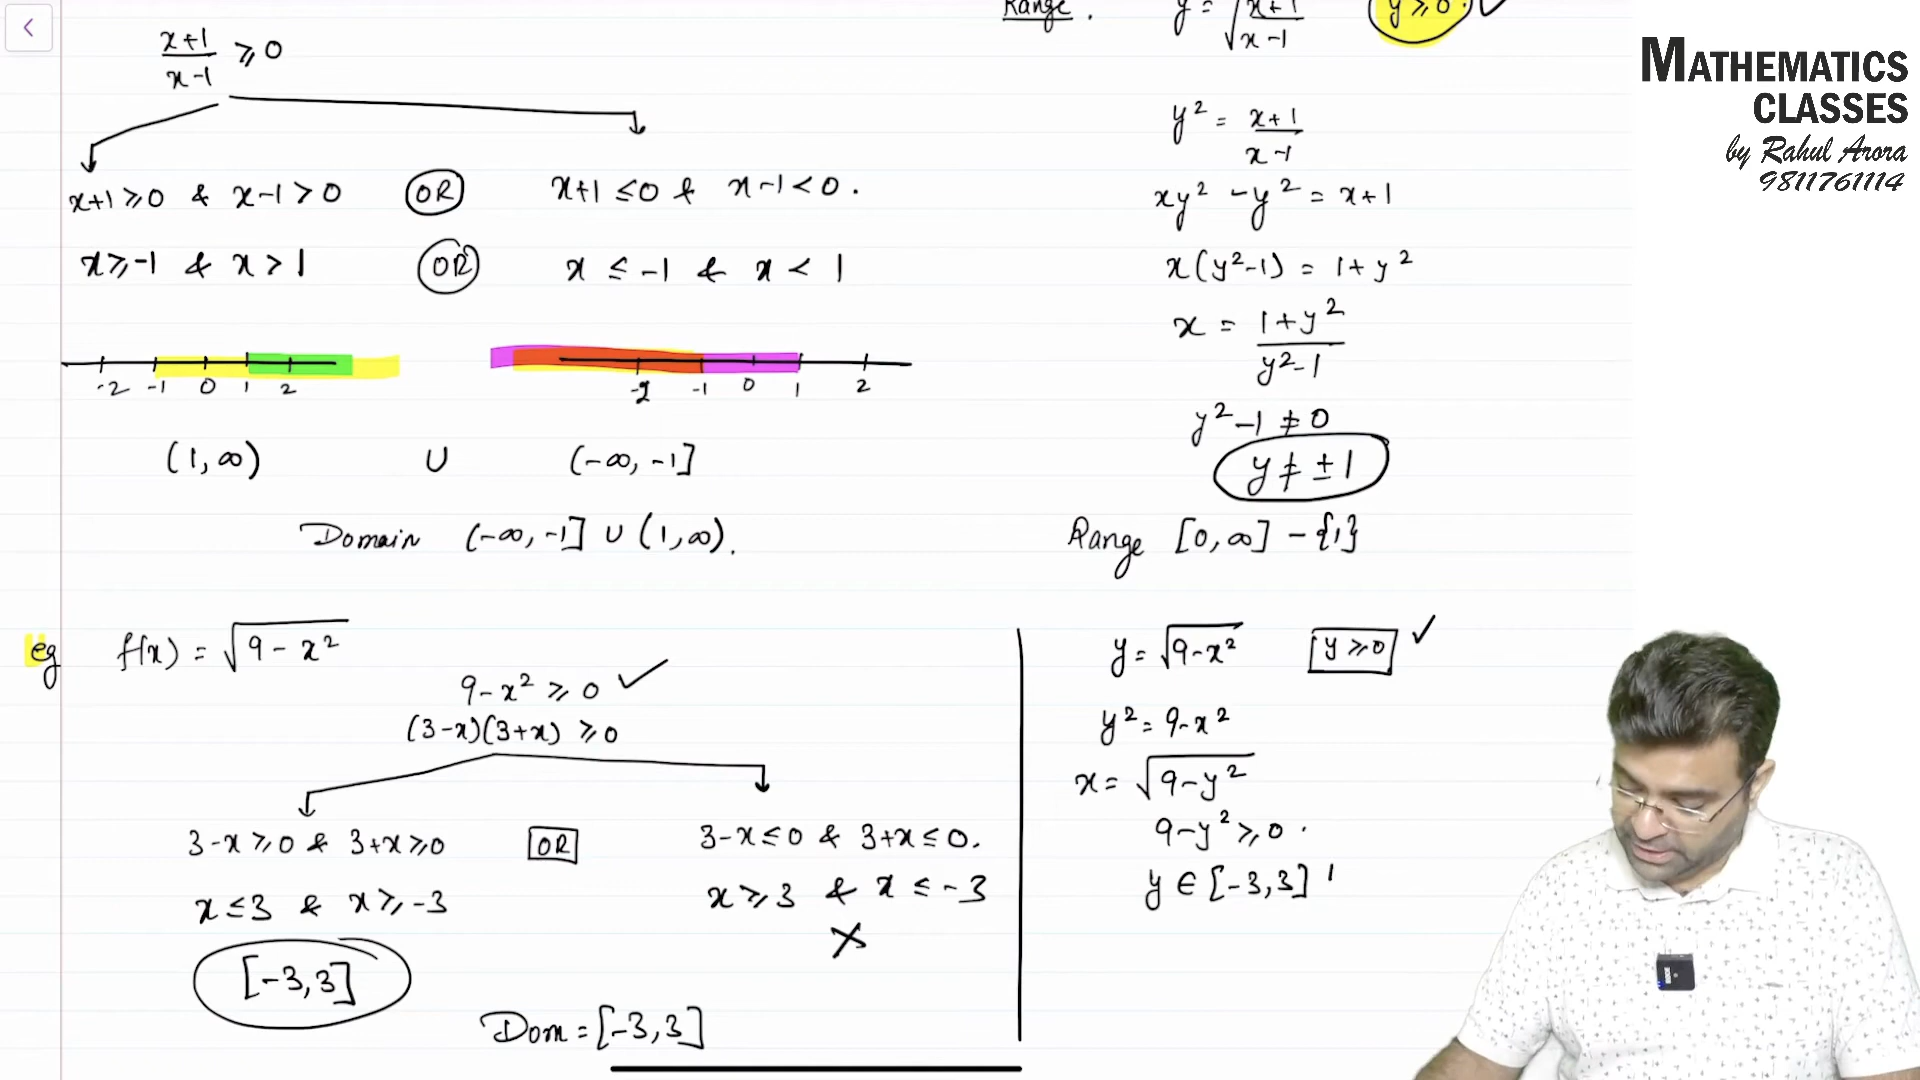 x+1/x-1 ≥ 0
x+1 ≥ 0 & x-1 > 0 OR x+1 ≤ 0 & x-1 < 0.
x ≥ -1 & x > 1 OR x ≤ -1 & x < 1
-2 -1 0 1 2
-2 -1 0 1 2
(1, ∞) ∪ (-∞, -1]
Domain (-∞, -1] ∪ (1, ∞).
Range. y = √(x+1/x-1) y ≥ 0 ✓
y² = x+1/x-1
xy² - y² = x+1
x(y²-1) = 1+y²
x = 1+y²/y²-1
y²-1 ≠ 0
y ≠ ±1
Range [0, ∞] - {1}
eg f(x) = √(9-x²)
9-x² ≥ 0 ✓
(3-x)(3+x) ≥ 0
3-x ≥ 0 & 3+x ≥ 0 OR 3-x ≤ 0 & 3+x ≤ 0.
x ≤ 3 & x ≥ -3 x ≥ 3 & x ≤ -3
[-3,3]
Dom = [-3,3]
y = √(9-x²) y ≥ 0 ✓
y² = 9-x²
x = √(9-y²)
9-y² ≥ 0.
y ∈ [-3,3]
MATHEMATICS
CLASSES
by Rahul Arora
9811761114